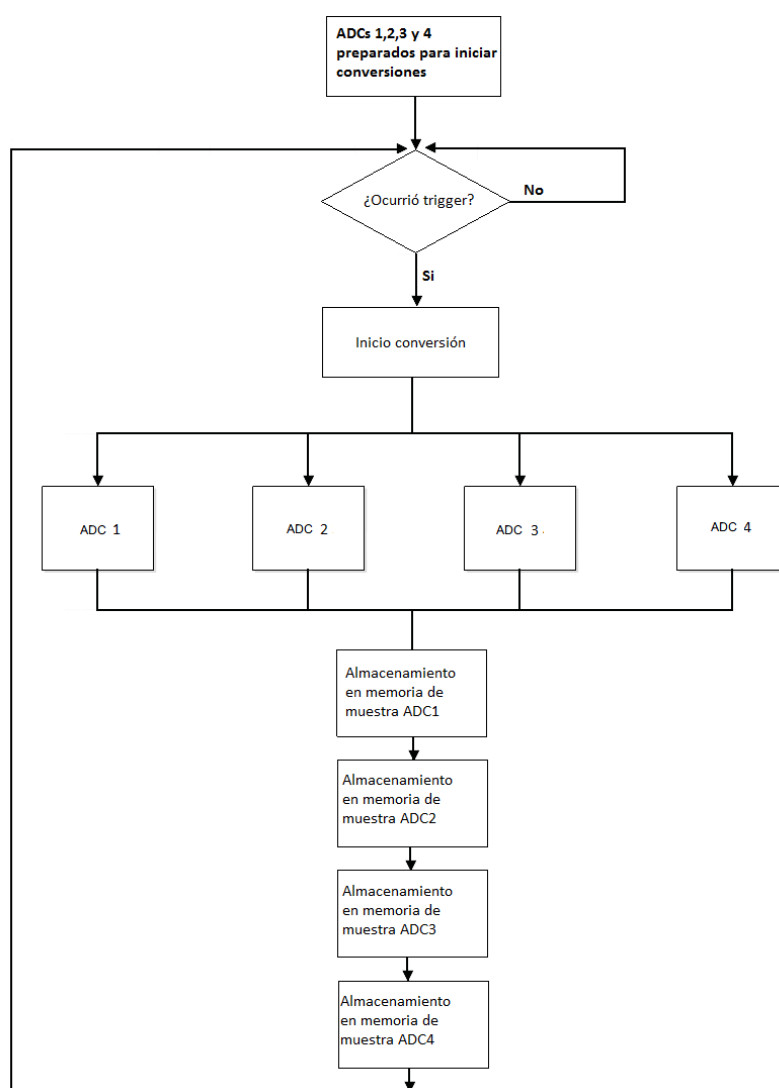 ADCs 1,2,3 y 4
preparados para iniciar
conversiones
¿Ocurrió trigger?
No
Si
Inicio conversión
ADC 1
ADC 2
ADC 3
ADC 4
Almacenamiento
en memoria de
muestra ADC1
Almacenamiento
en memoria de
muestra ADC2
Almacenamiento
en memoria de
muestra ADC3
Almacenamiento
en memoria de
muestra ADC4